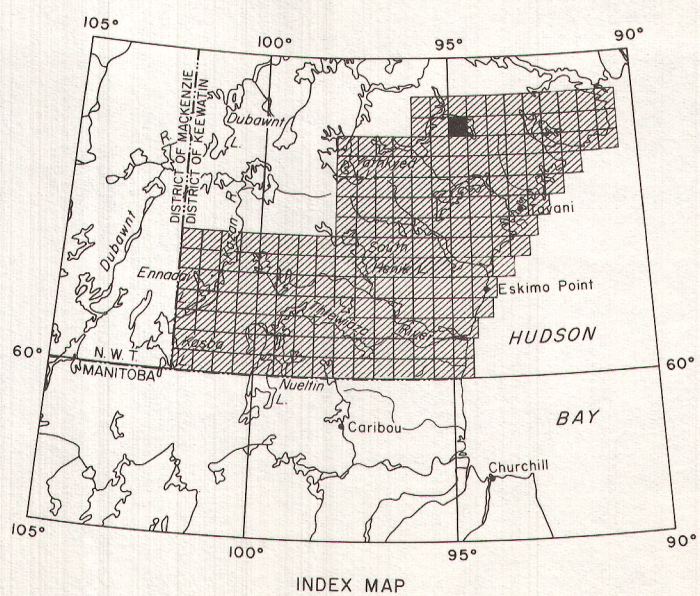 105°
100°
95°
90°
DISTRICT OF MACKENZIE
DISTRICT OF KEEWATIN
Dubawnt
L.
R.
Yathkyed
Dubawnt
Kazan
R.
Tavani
South
Henik L.
Ennadai
Eskimo Point
Thlewiaza
River
HUDSON
Kasba
L.
60°
N. W. T.
MANITOBA
60°
Nueltin
L.
BAY
Caribou
Churchill
105°
100°
95°
90°
INDEX MAP